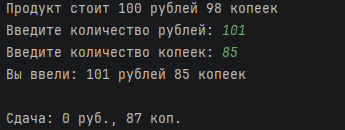 Продукт стоит 100 рублей 98 копеек
Введите количество рублей: 101
Введите количество копеек: 85
Вы ввели: 101 рублей 85 копеек
Сдача: 0 руб., 87 коп.